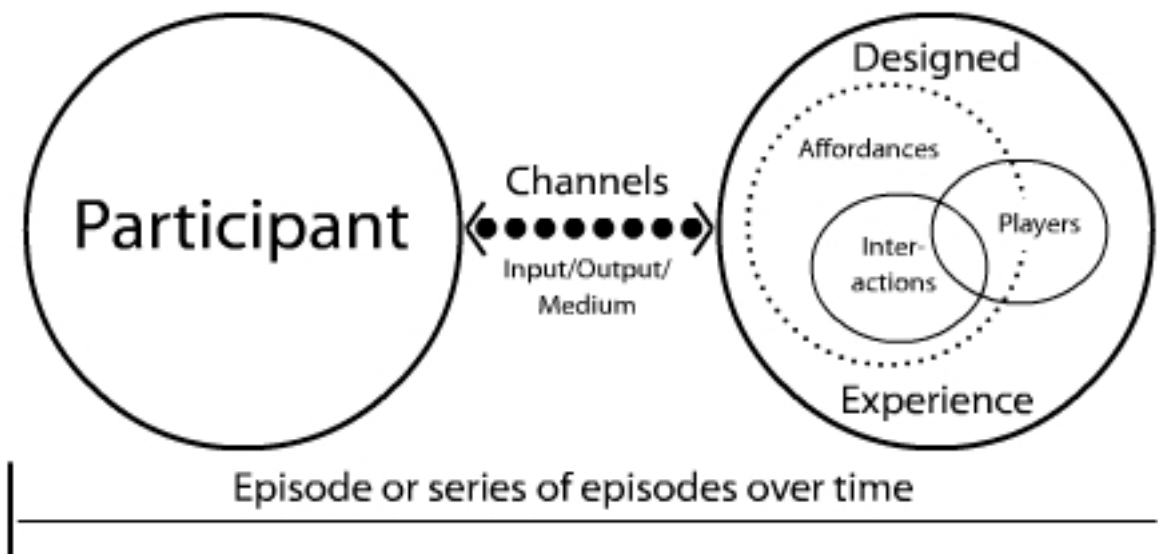 Participant
Channels
Input/Output/
Medium
Designed
Affordances
Players
Inter-
actions
Experience
Episode or series of episodes over time